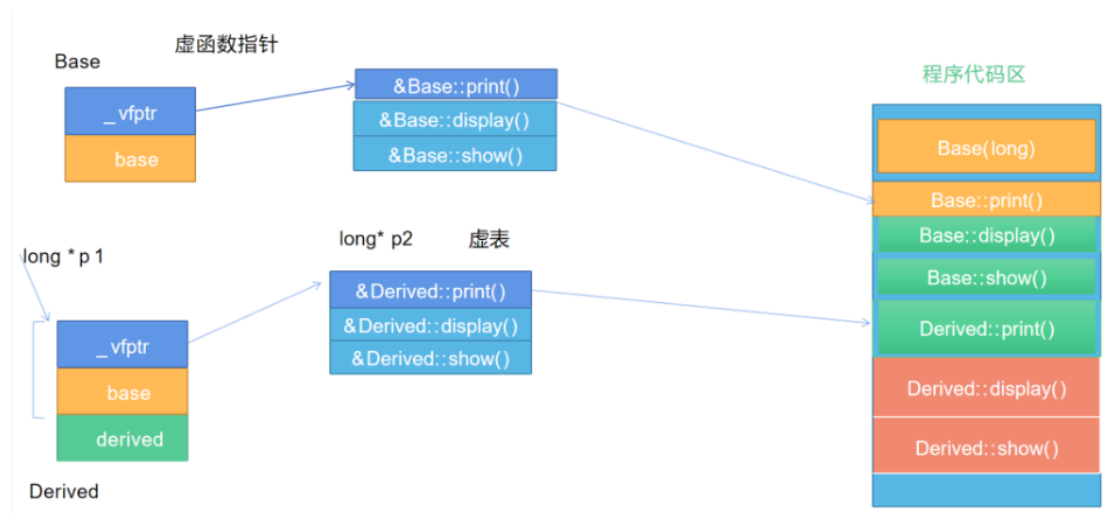 虚函数指针
Base
_vfptr
base
&Base::print()
&Base::display()
&Base::show()
程序代码区
Base(long)
Base::print()
Base::display()
Base::show()
Derived::print()
Derived::display()
Derived::show()
long* p2
虚表
long *p 1
&Derived::print()
&Derived::display()
&Derived::show()
_vfptr
base
derived
Derived